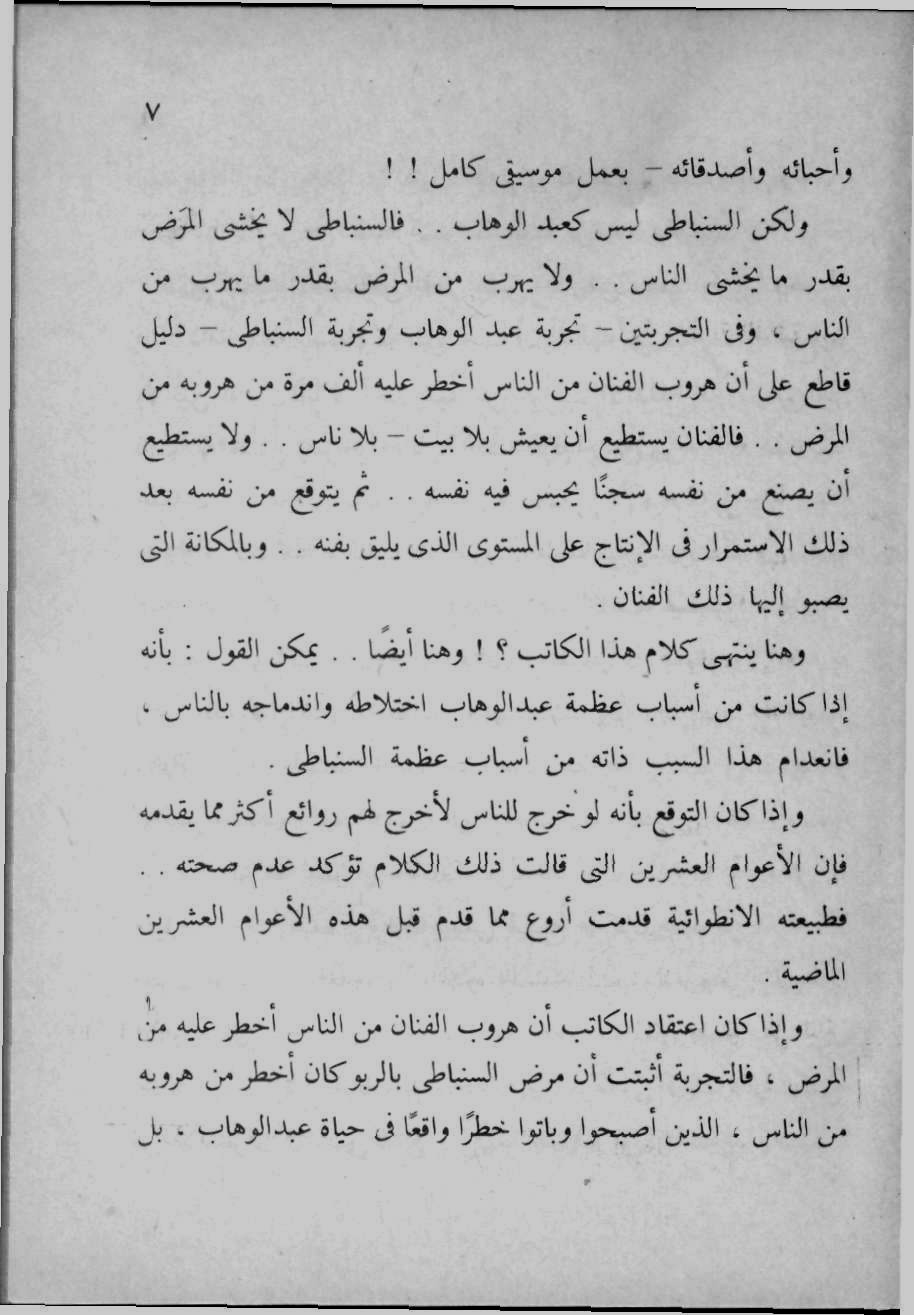 ٧
وأحبائه وأصدقائه – بعمل موسيقى كامل ! !
ولكن السنباطى ليس كعبد الوهاب . . فالسنباطى لا يخشى المرَض
بقدر ما يخشى الناس . . ولا يهرب من المرض بقدر ما يهرب من
الناس ، وفى التجربتين – تجربة عبد الوهاب وتجربة السنباطى – دليل
قاطع على أن هروب الفنان من الناس أخطر عليه ألف مرة من هروبه من
المرض . . فالفنان يستطيع أن يعيش بلا بيت – بلا ناس . . ولا يستطيع
أن يصنع من نفسه سجنًا يحبس فيه نفسه . . ثم يتوقع من نفسه بعد
ذلك الاستمرار فى الإنتاج على المستوى الذى يليق بفنه . . وبالمكانة التى
يصبو إليها ذلك الفنان .
وهنا ينتهى كلام هذا الكاتب ؟ ! وهنا أيضًا . . يمكن القول : بأنه
إذا كانت من أسباب عظمة عبدالوهاب اختلاطه واندماجه بالناس ،
فانعدام هذا السبب ذاته من أسباب عظمة السنباطى .
وإذا كان التوقع بأنه لو خرج للناس لأخرج لهم روائع أكثر مما يقدمه
فإن الأعوام العشرين التى قالت ذلك الكلام تؤكد عدم صحته . .
فطبيعته الانطوائية قدمت أروع مما قدم قبل هذه الأعوام العشرين
الماضية .
وإذا كان اعتقاد الكاتب أن هروب الفنان من الناس أخطر عليه من
المرض ، فالتجربة أثبتت أن مرض السنباطى بالربو كان أخطر من هروبه
من الناس ، الذين أصبحوا وباتوا خطرًا واقعًا فى حياة عبدالوهاب ، بل